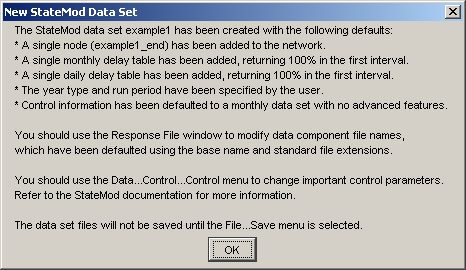 New StateMod Data Set
The StateMod data set example1 has been created with the following defaults:
* A single node (example1_end) has been added to the network.
* A single monthly delay table has been added, returning 100% in the first interval.
* A single daily delay table has been added, returning 100% in the first interval.
* The year type and run period have been specified by the user.
* Control information has been defaulted to a monthly data set with no advanced features.
You should use the Response File window to modify data component file names,
which have been defaulted using the base name and standard file extensions.
You should use the Data...Control...Control menu to change important control parameters.
Refer to the StateMod documentation for more information.
The data set files will not be saved until the File...Save menu is selected.
OK